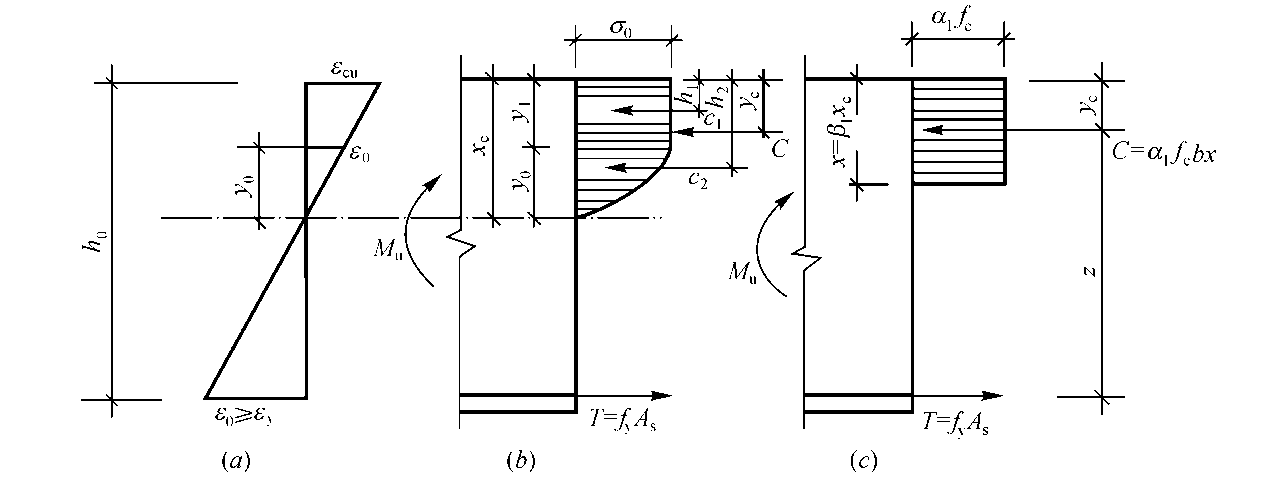 ε_cu
ε_0
y_0
h_0
ε_0≥ε_y
(a)
σ_0
x_c
y_1
y_0
h_1
h_2
y_c
c_1
C
c_2
M_u
T=f_yA_s
(b)
α_1f_c
x=β_1x_c
y_c
C=α_1f_cbx
M_u
z
T=f_yA_s
(c)